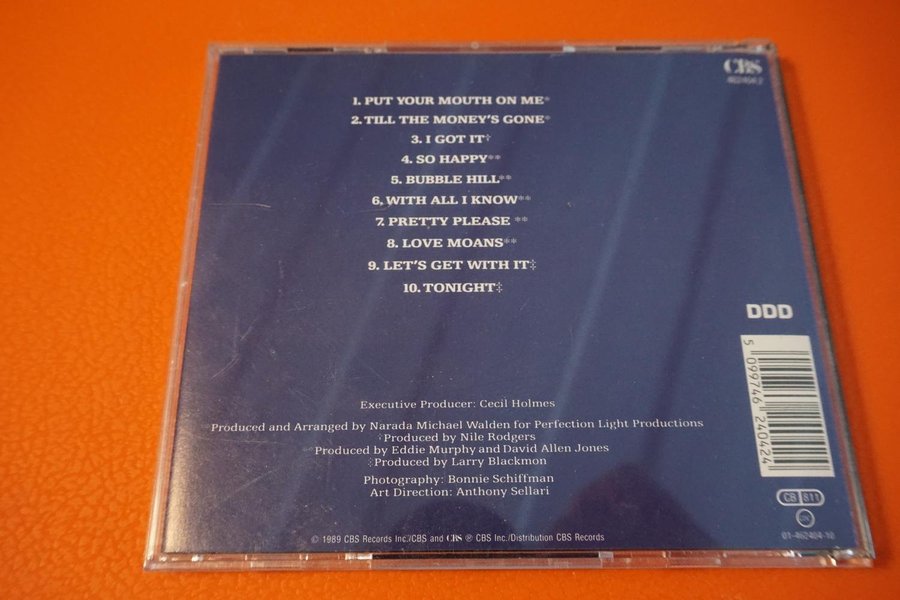 CBS
462404 2
1. PUT YOUR MOUTH ON ME*
2. TILL THE MONEY'S GONE*
3. I GOT IT†
4. SO HAPPY**
5. BUBBLE HILL**
6. WITH ALL I KNOW**
7. PRETTY PLEASE **
8. LOVE MOANS**
9. LET'S GET WITH IT‡
10. TONIGHT‡
DDD
5 099746 240424
Executive Producer: Cecil Holmes
*Produced and Arranged by Narada Michael Walden for Perfection Light Productions
†Produced by Nile Rodgers
**Produced by Eddie Murphy and David Allen Jones
‡Produced by Larry Blackmon
Photography: Bonnie Schiffman
Art Direction: Anthony Sellari
CB 811
© 1989 CBS Records Inc./CBS and CBS ℗ CBS Inc./Distribution CBS Records
01-462404-10